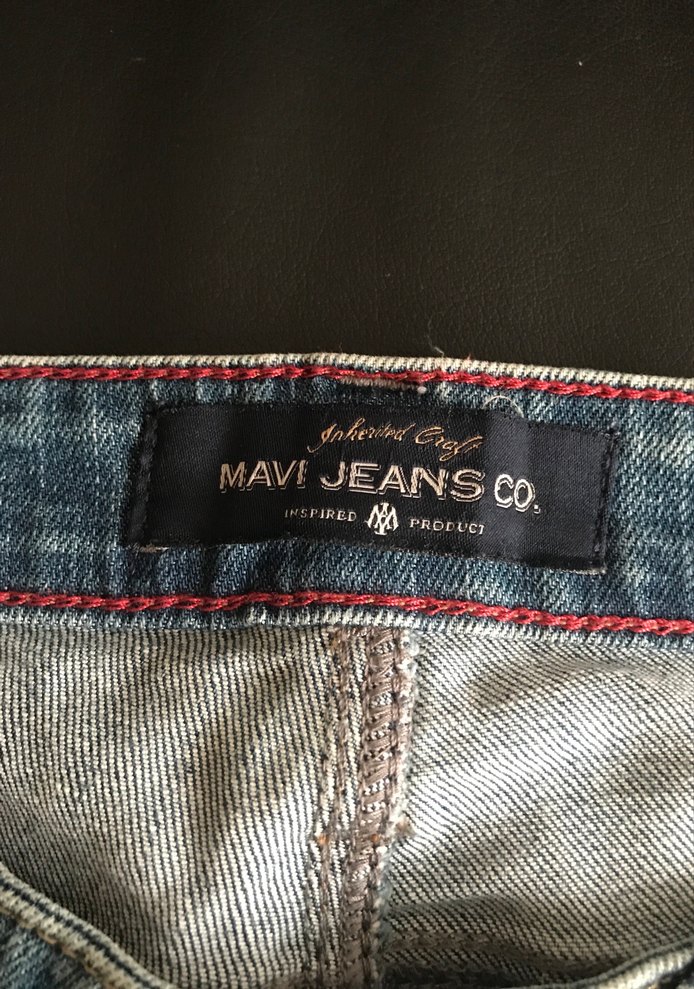 Inherited Craft
MAVI JEANS CO.
INSPIRED M PRODUCT